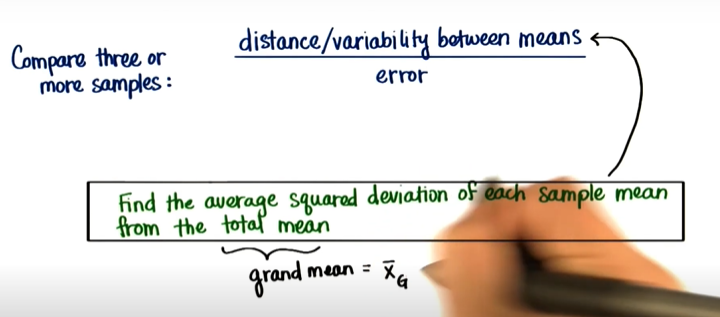 Compare three or
more samples:
distance/variability between means
error
Find the average squared deviation of each sample mean
from the total mean
grand mean = x̄G